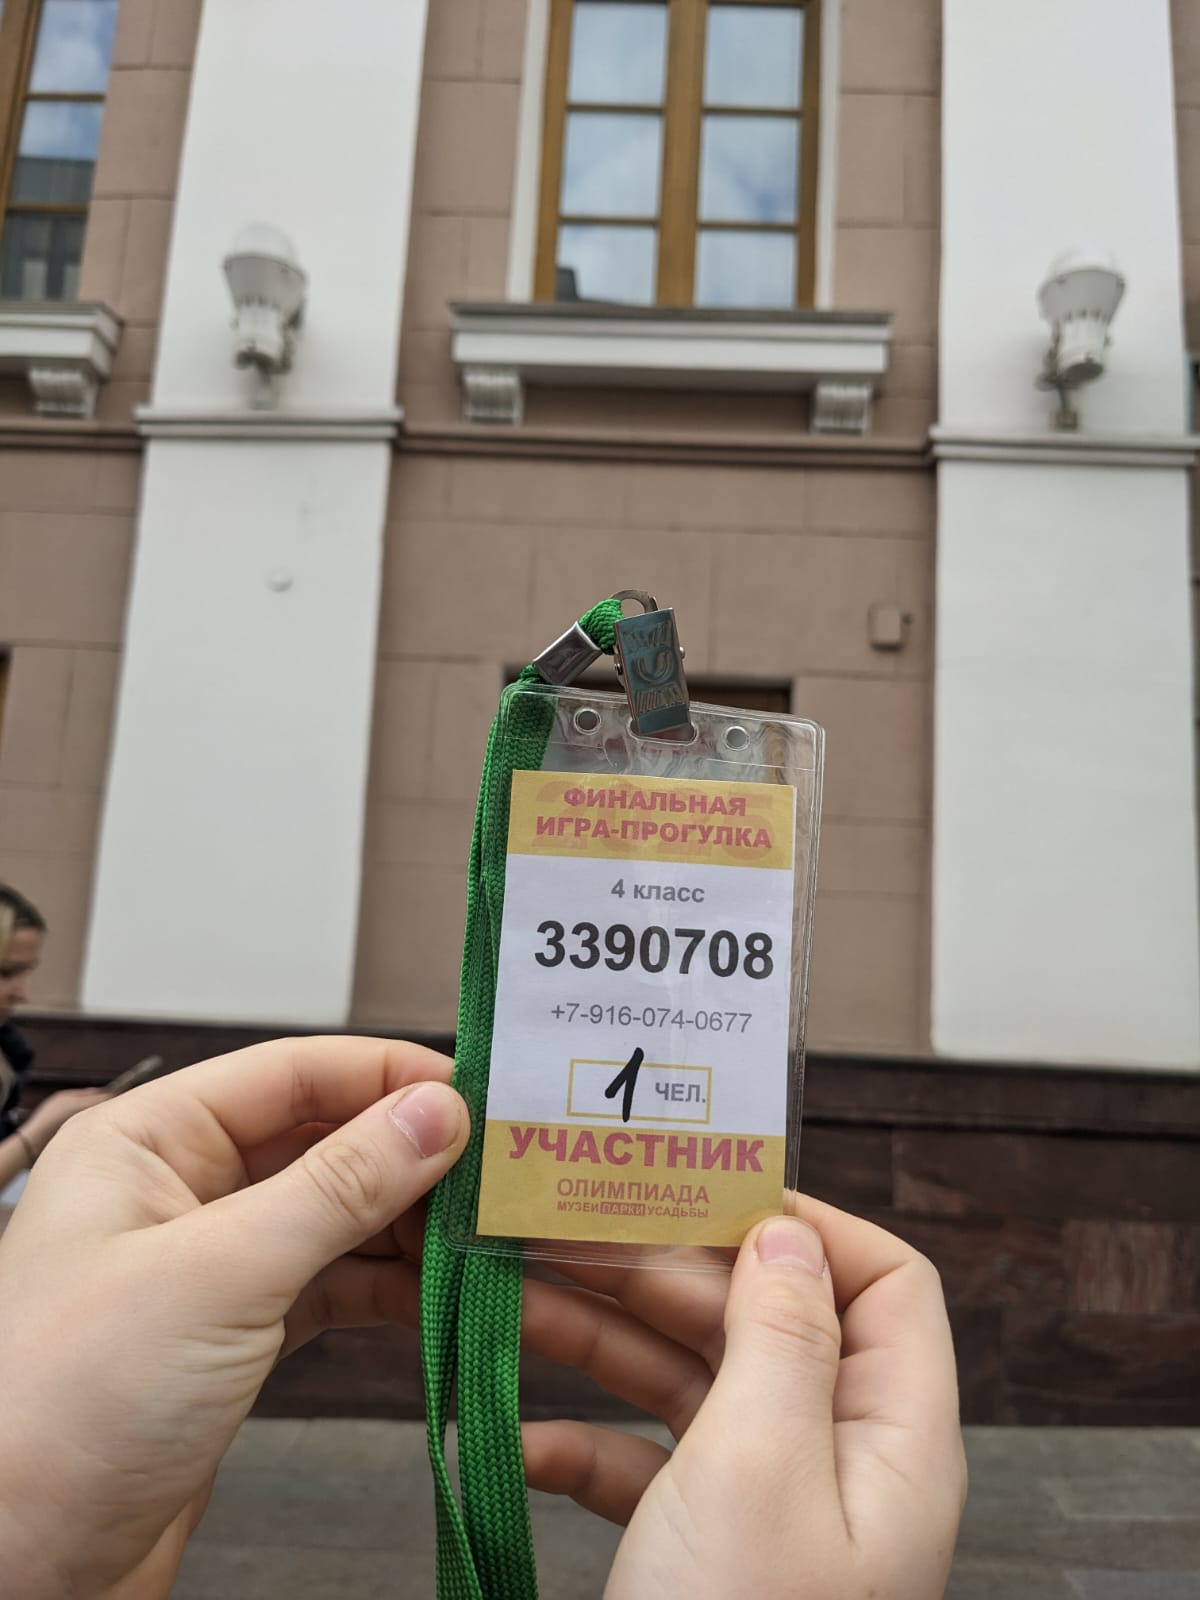 ФИНАЛЬНАЯ
ИГРА-ПРОГУЛКА
4 класс
3390708
+7-916-074-0677
1 ЧЕЛ.
УЧАСТНИК
ОЛИМПИАДА
МУЗЕИ ПАРКИ УСАДЬБЫ